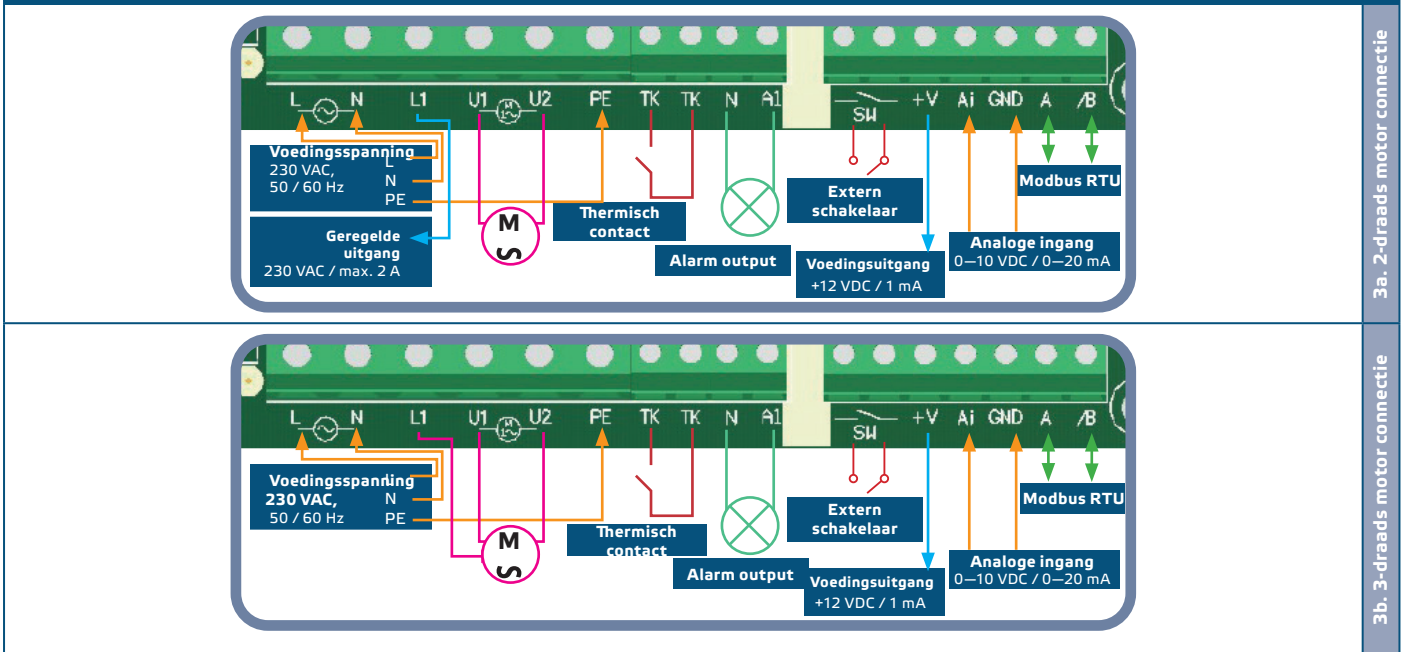 L N L1 U1 M 1~ U2 PE TK TK N A1 SW +V Ai GND A /B
Voedingsspanning
230 VAC,
50 / 60 Hz
L
N
PE
Geregelde
uitgang
230 VAC / max. 2 A
M
Thermisch
contact
Alarm output
Extern
schakelaar
Voedingsuitgang
+12 VDC / 1 mA
Modbus RTU
Analoge ingang
0—10 VDC / 0—20 mA
3a. 2-draads motor connectie
L N L1 U1 M 1~ U2 PE TK TK N A1 SW +V Ai GND A /B
Voedingsspanning
230 VAC,
50 / 60 Hz
L
N
PE
M
Thermisch
contact
Alarm output
Extern
schakelaar
Voedingsuitgang
+12 VDC / 1 mA
Modbus RTU
Analoge ingang
0—10 VDC / 0—20 mA
3b. 3-draads motor connectie